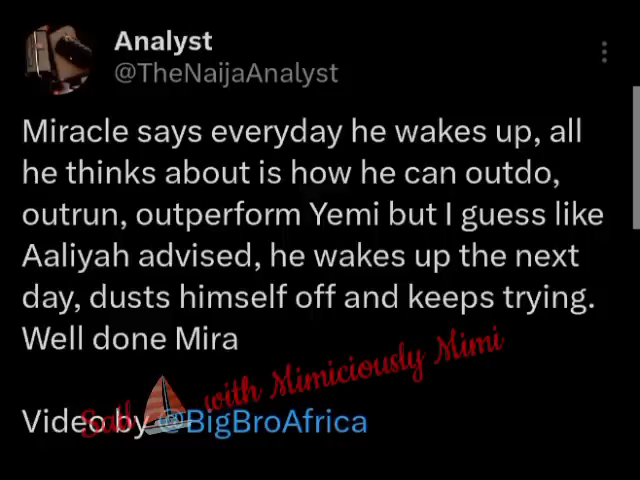 Analyst
@TheNaijaAnalyst
Miracle says everyday he wakes up, all
he thinks about is how he can outdo,
outrun, outperform Yemi but I guess like
Aaliyah advised, he wakes up the next
day, dusts himself off and keeps trying.
Well done Mira
Sail with Mimiciously Mimi
Video by @BigBroAfrica